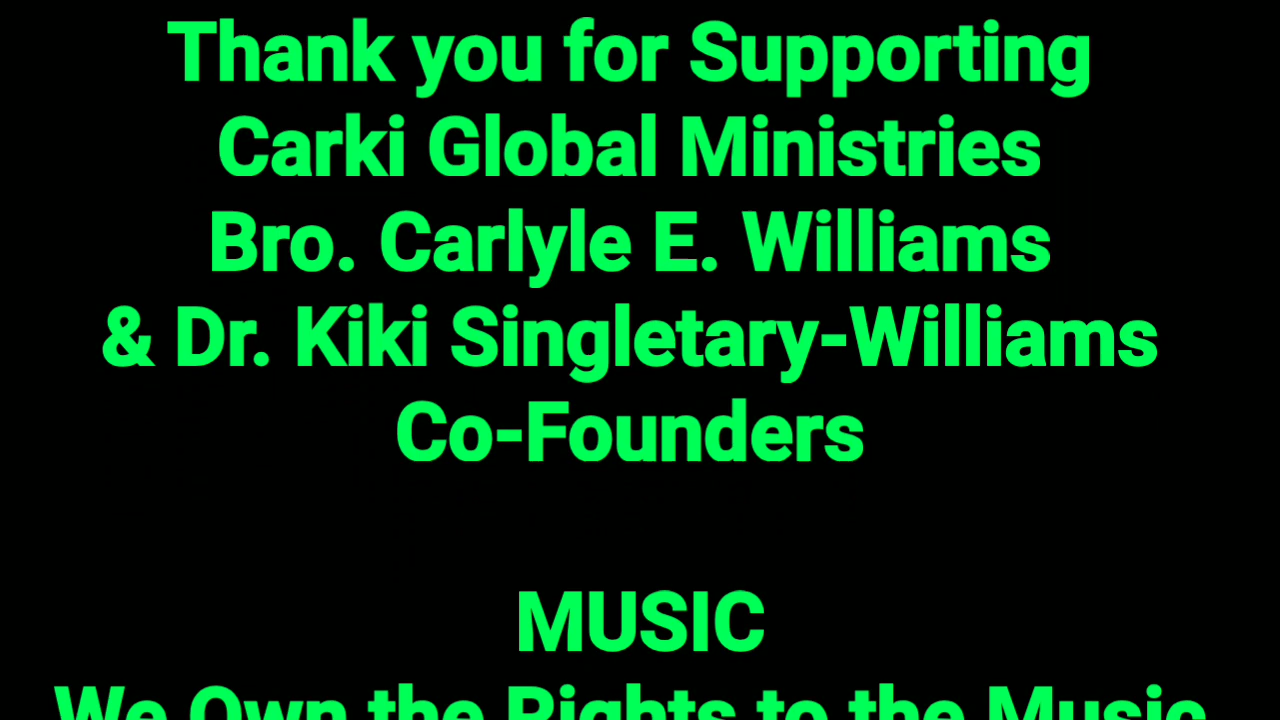 Thank you for Supporting
Carki Global Ministries
Bro. Carlyle E. Williams
& Dr. Kiki Singletary-Williams
Co-Founders
MUSIC
We Own the Rights to the Music